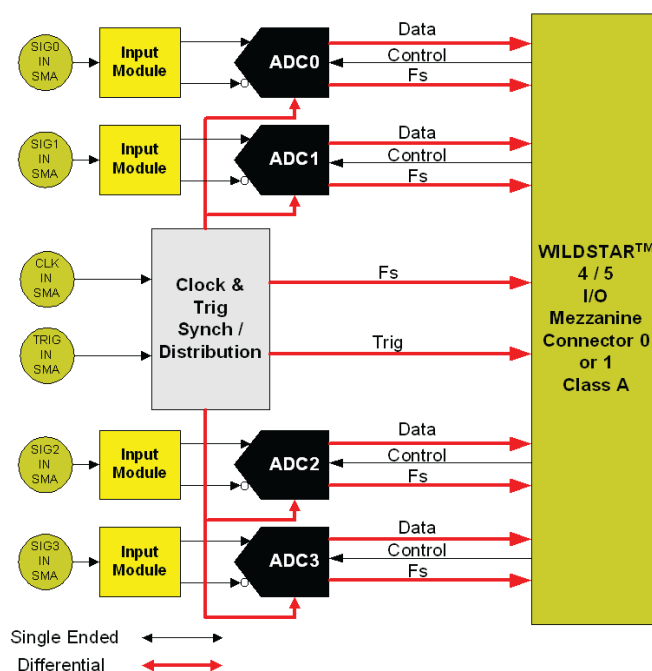 SIG0
IN
SMA
Input
Module
ADC0
Data
Control
Fs
SIG1
IN
SMA
Input
Module
ADC1
Data
Control
Fs
CLK
IN
SMA
TRIG
IN
SMA
Clock &
Trig
Synch /
Distribution
Fs
Trig
WILDSTAR™
4 / 5
I/O
Mezzanine
Connector 0
or 1
Class A
SIG2
IN
SMA
Input
Module
ADC2
Data
Control
Fs
SIG3
IN
SMA
Input
Module
ADC3
Data
Control
Fs
Single Ended
Differential